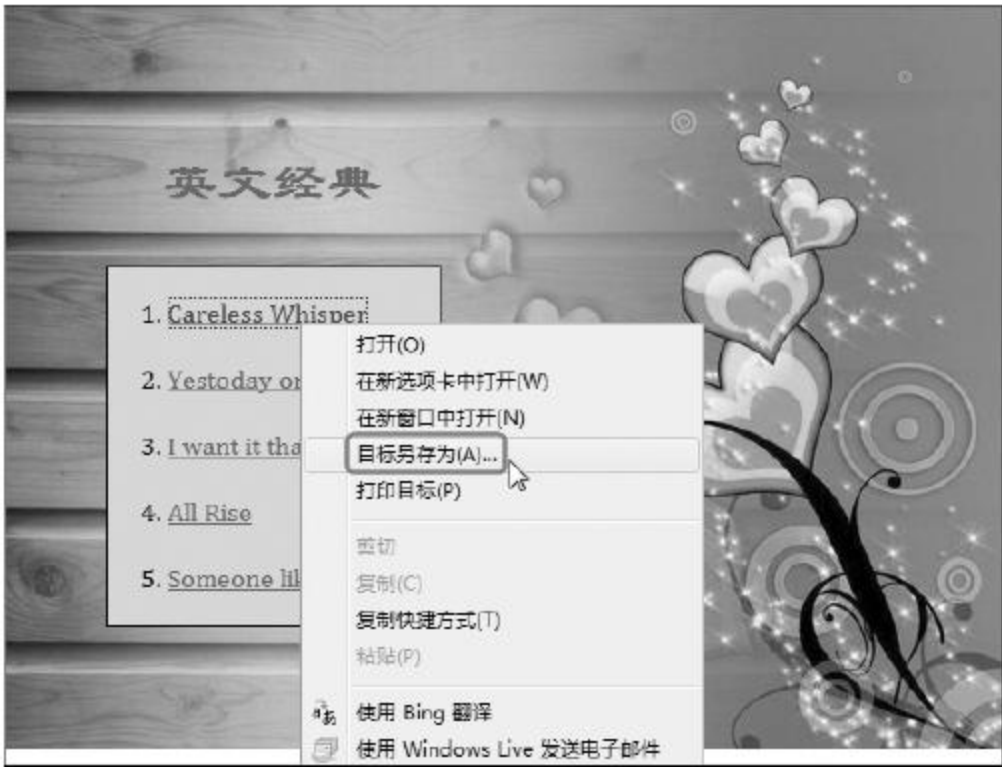 英文经典
1. Careless Whisper
2. Yestoday or
3. I want it tha
4. All Rise
5. Someone lik
打开(O)
在新选项卡中打开(W)
在新窗口中打开(N)
目标另存为(A)...
打印目标(P)
剪切
复制(C)
复制快捷方式(T)
粘贴(P)
使用 Bing 翻译
使用 Windows Live 发送电子邮件